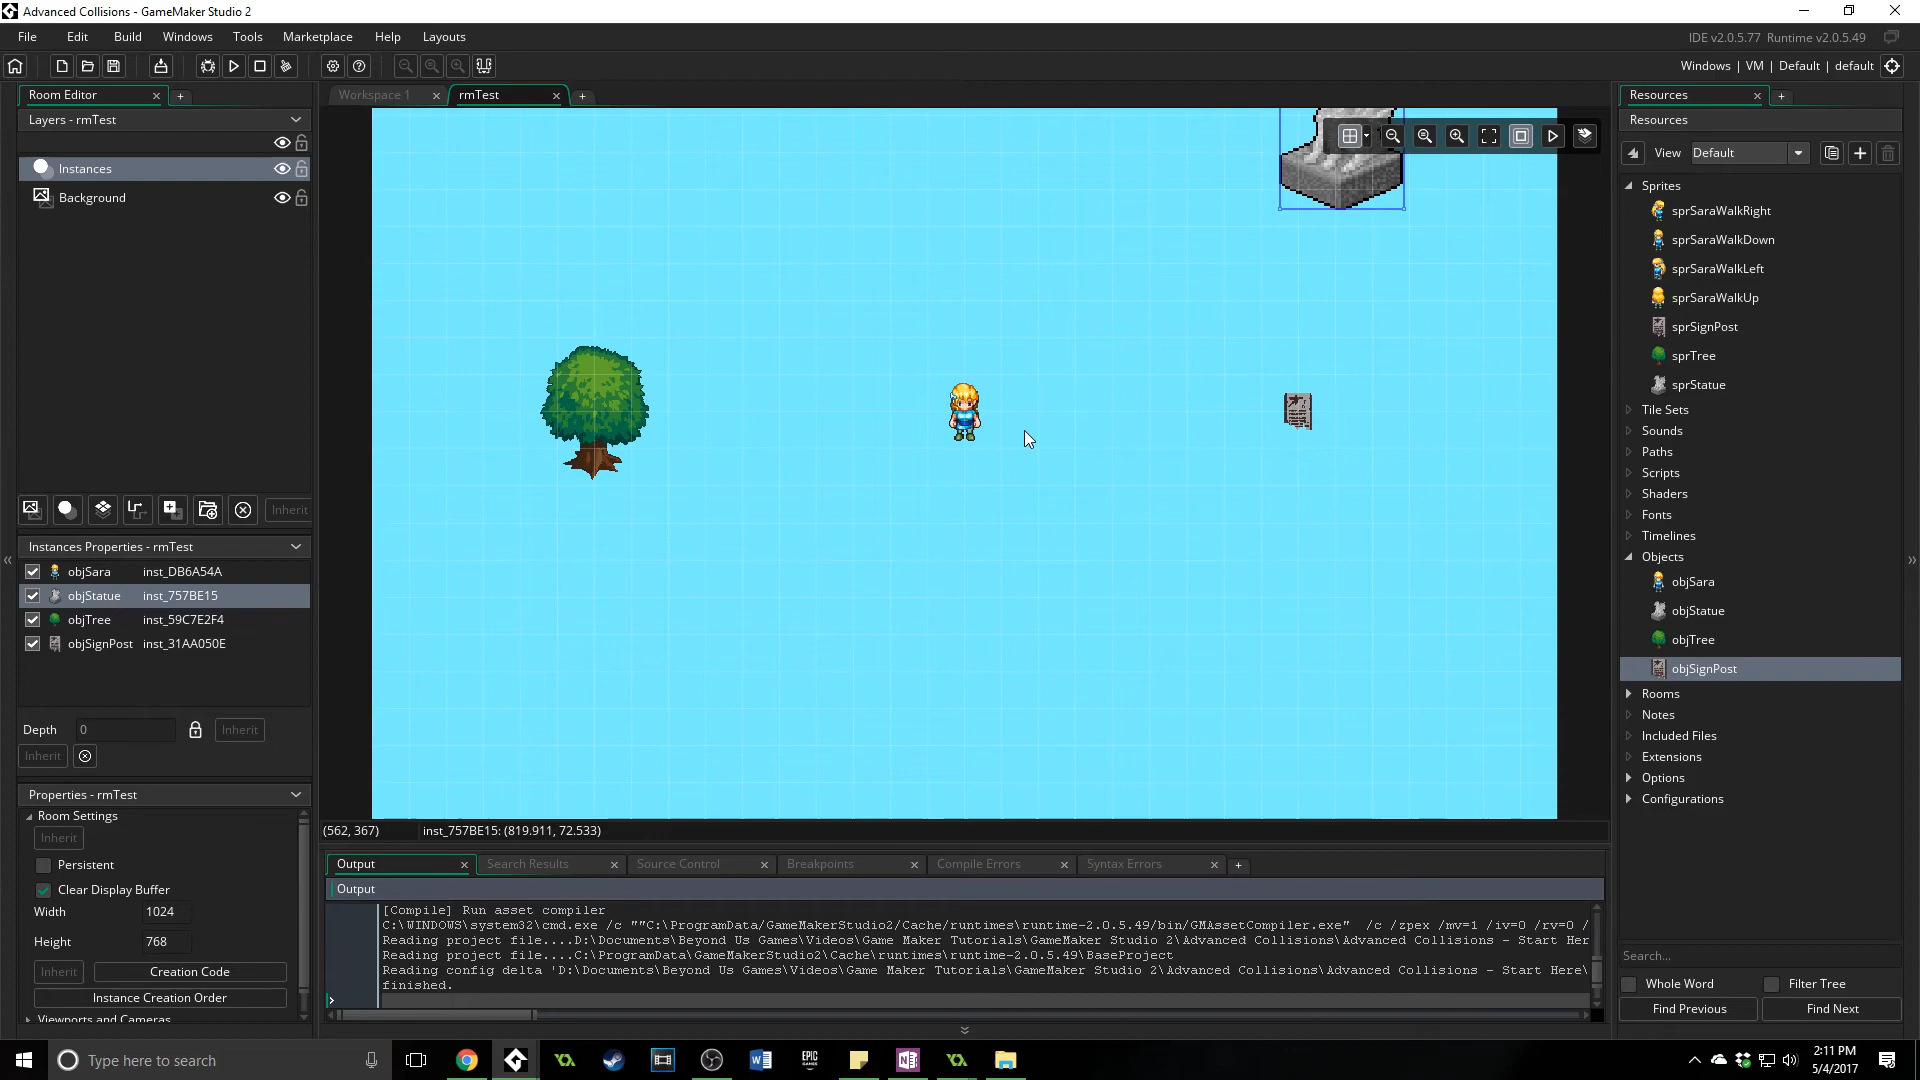 Advanced Collisions - GameMaker Studio 2
File Edit Build Windows Tools Marketplace Help Layouts
IDE v2.0.5.77 Runtime v2.0.5.49
Windows | VM | Default | default
Room Editor
Workspace 1
rmTest
Resources
Layers - rmTest
Resources
View Default
Instances
Background
Sprites
sprSaraWalkRight
sprSaraWalkDown
sprSaraWalkLeft
sprSaraWalkUp
sprSignPost
sprTree
sprStatue
Tile Sets
Sounds
Paths
Scripts
Shaders
Fonts
Timelines
Objects
objSara
objStatue
objTree
objSignPost
Rooms
Notes
Included Files
Extensions
Options
Configurations
Inherit
Instances Properties - rmTest
objSara inst_DB6A54A
objStatue inst_757BE15
objTree inst_59C7E2F4
objSignPost inst_31AA050E
Depth 0 Inherit
Inherit
Properties - rmTest
Room Settings
Inherit
Persistent
Clear Display Buffer
Width 1024
Height 768
Inherit Creation Code
Instance Creation Order
Viewports and Cameras
(562, 367) inst_757BE15: (819.911, 72.533)
Output Search Results Source Control Breakpoints Compile Errors Syntax Errors
Output
[Compile] Run asset compiler
C:\WINDOWS\system32\cmd.exe /c ""C:\ProgramData/GameMakerStudio2/Cache/runtimes\runtime-2.0.5.49/bin/GMAssetCompiler.exe" /c /zpex /mv=1 /iv=0 /rv=0 /
Reading project file....D:\Documents\Beyond Us Games\Videos\Game Maker Tutorials\GameMaker Studio 2\Advanced Collisions\Advanced Collisions - Start Her
Reading project file....C:\ProgramData\GameMakerStudio2\Cache\runtimes\runtime-2.0.5.49\BaseProject
Reading config delta 'D:\Documents\Beyond Us Games\Videos\Game Maker Tutorials\GameMaker Studio 2\Advanced Collisions\Advanced Collisions - Start Here\
finished.
Search...
Whole Word Filter Tree
Find Previous Find Next
Type here to search
EPIC GAMES
2:11 PM
5/4/2017